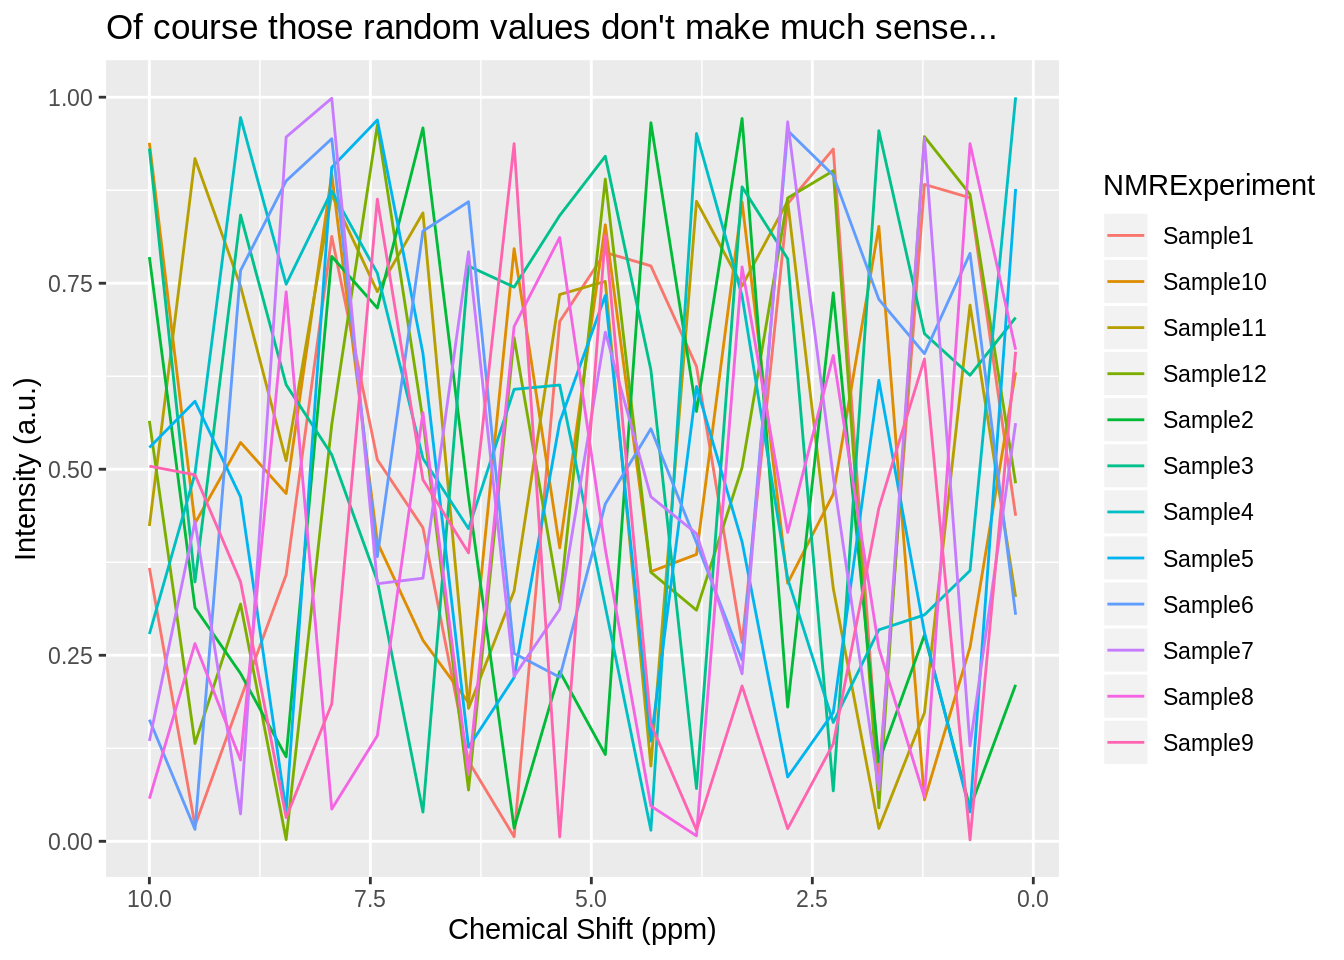 Of course those random values don't make much sense...
1.00
0.75
0.50
0.25
0.00
Intensity (a.u.)
10.0 7.5 5.0 2.5 0.0
Chemical Shift (ppm)
NMRExperiment
Sample1
Sample10
Sample11
Sample12
Sample2
Sample3
Sample4
Sample5
Sample6
Sample7
Sample8
Sample9